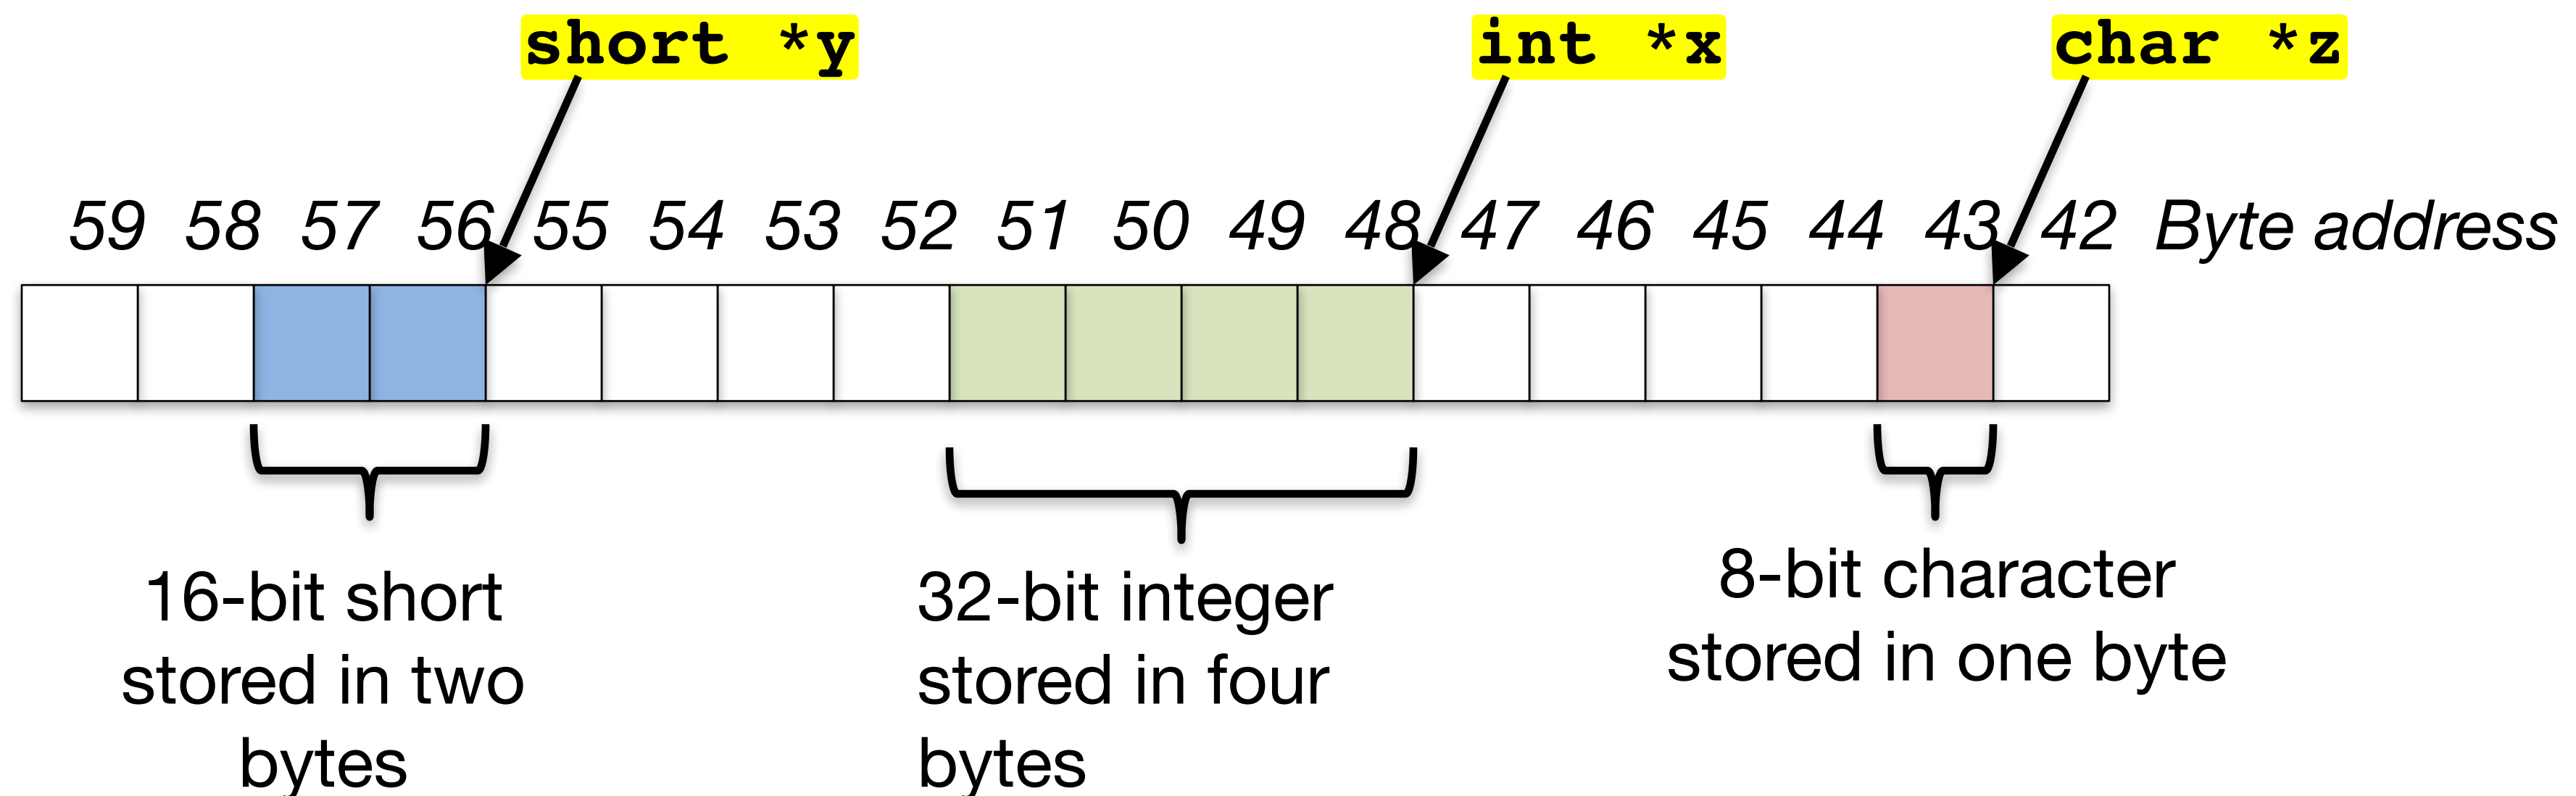 short *y int *x char *z
59 58 57 56 55 54 53 52 51 50 49 48 47 46 45 44 43 42 Byte address
16-bit short
stored in two
bytes
32-bit integer
stored in four
bytes
8-bit character
stored in one byte